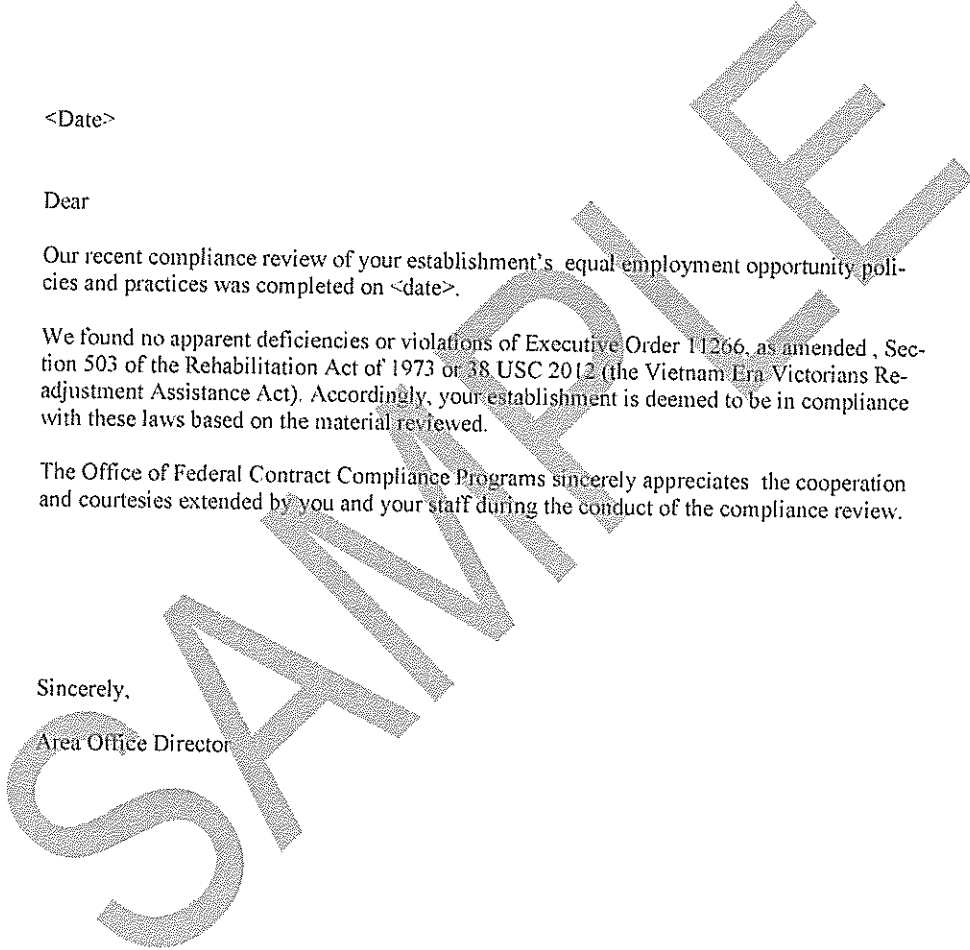 <Date>
Dear
Our recent compliance review of your establishment's equal employment opportunity poli-
cies and practices was completed on <date>.
We found no apparent deficiencies or violations of Executive Order 11266, as amended , Sec-
tion 503 of the Rehabilitation Act of 1973 or 38 USC 2012 (the Vietnam Era Victorians Re-
adjustment Assistance Act). Accordingly, your establishment is deemed to be in compliance
with these laws based on the material reviewed.
The Office of Federal Contract Compliance Programs sincerely appreciates the cooperation
and courtesies extended by you and your staff during the conduct of the compliance review.
Sincerely,
Area Office Director
SAMPLE